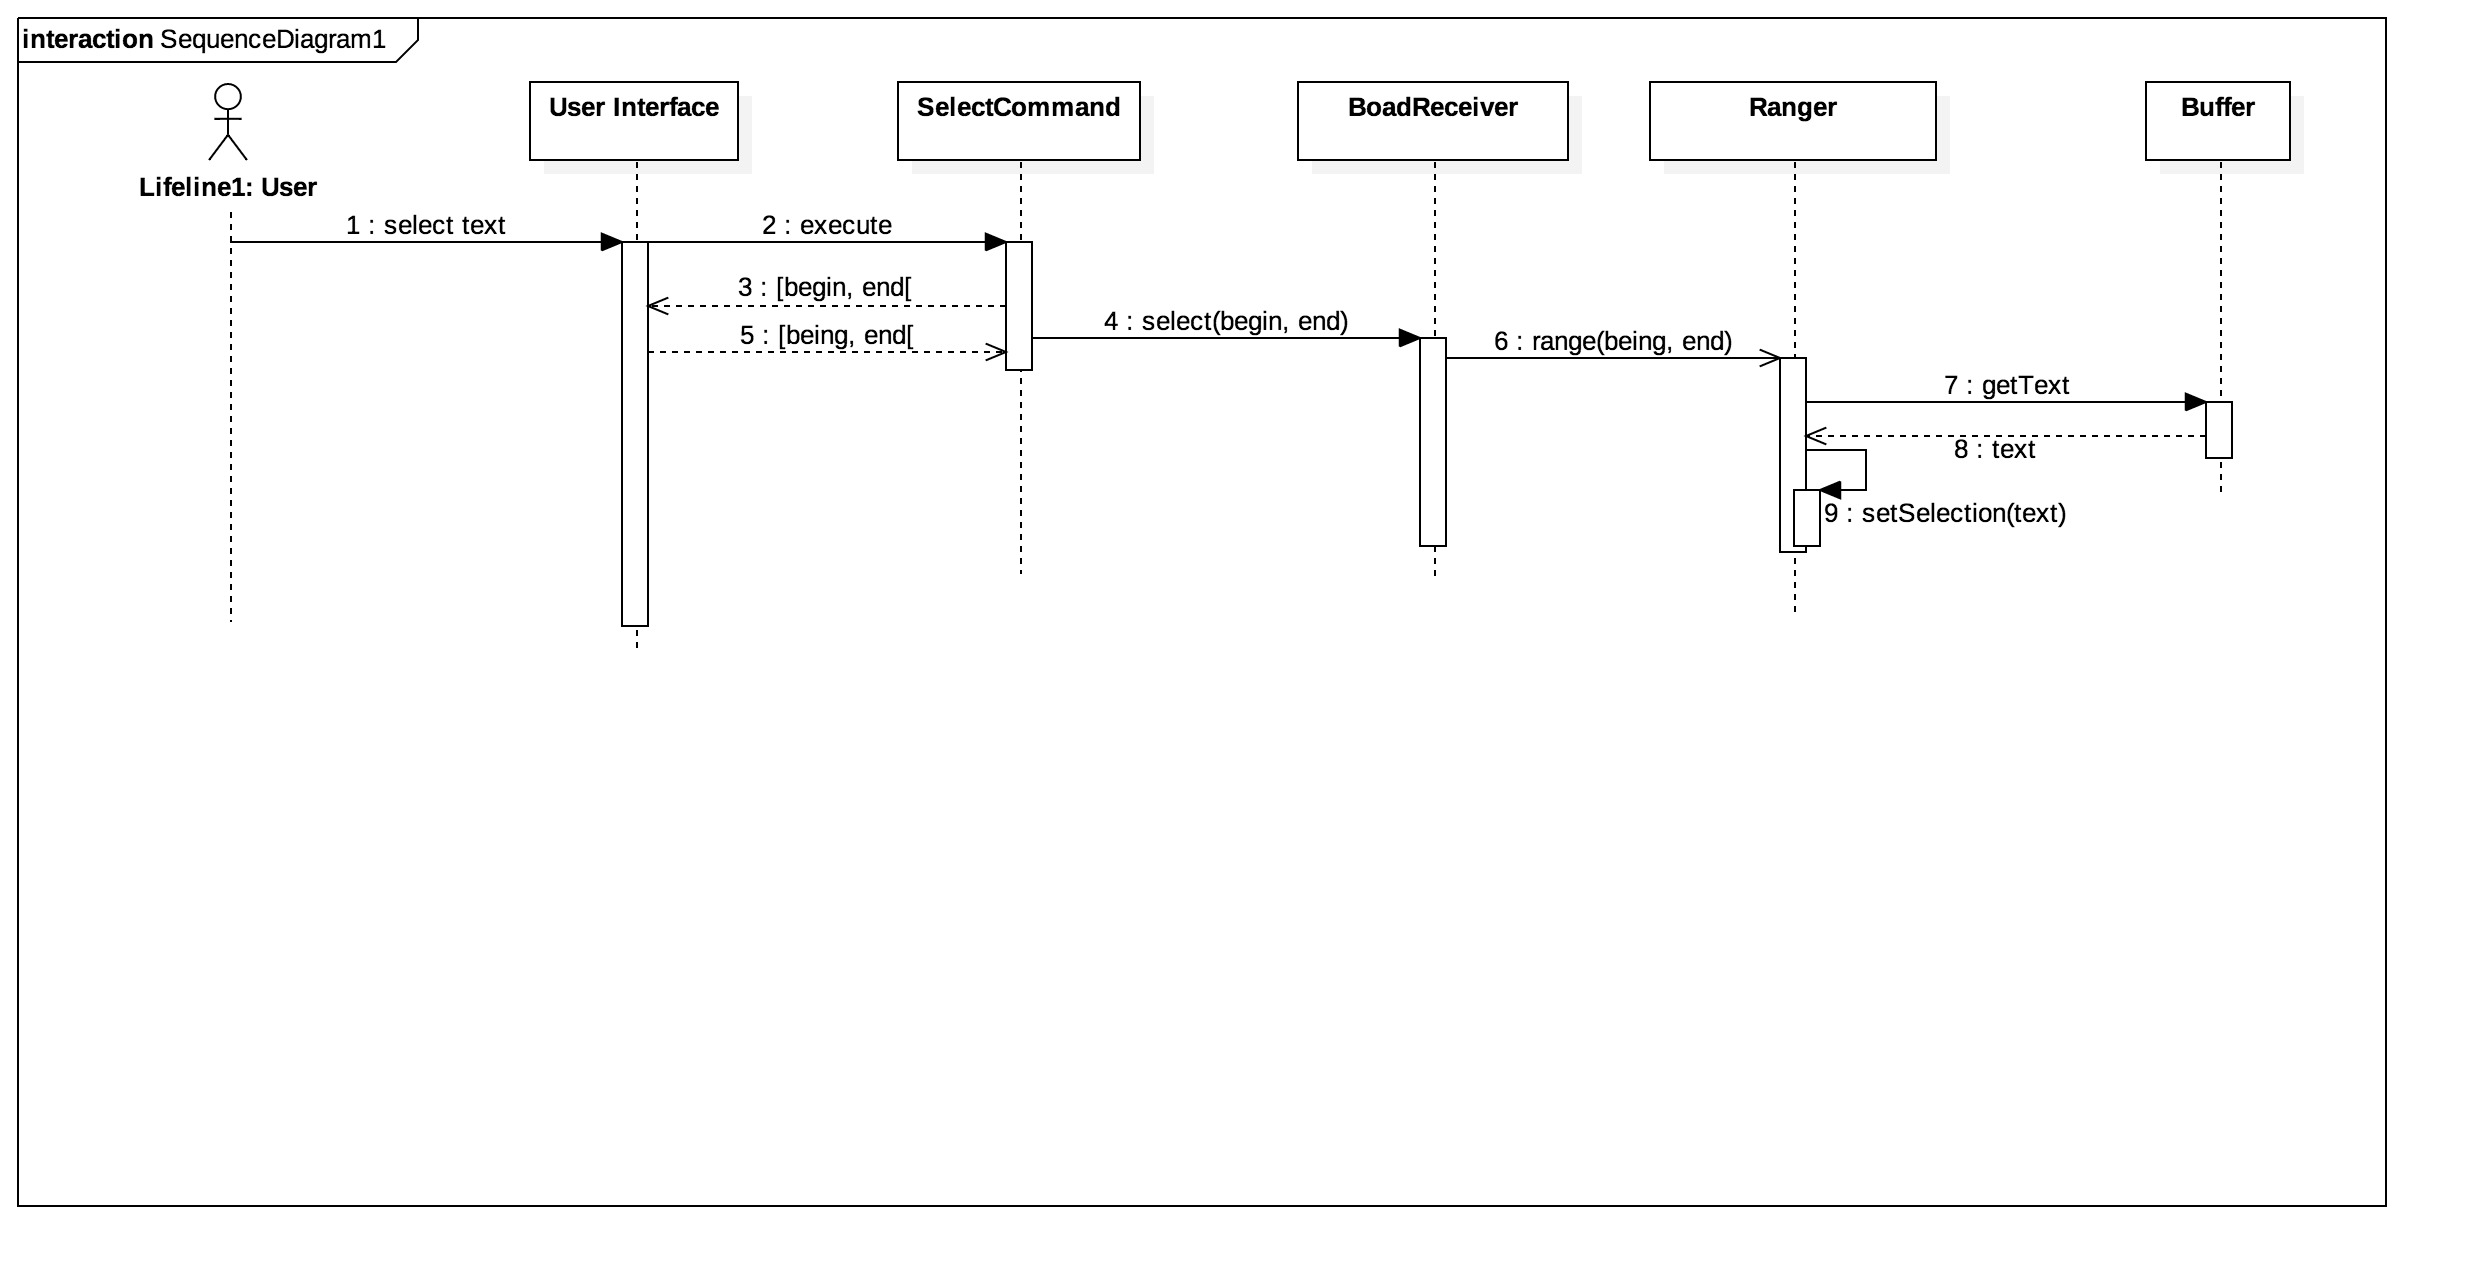 interaction SequenceDiagram1
User Interface
SelectCommand
BoadReceiver
Ranger
Buffer
Lifeline1: User
1 : select text
2 : execute
3 : [begin, end[
4 : select(begin, end)
5 : [being, end[
6 : range(being, end)
7 : getText
8 : text
9 : setSelection(text)